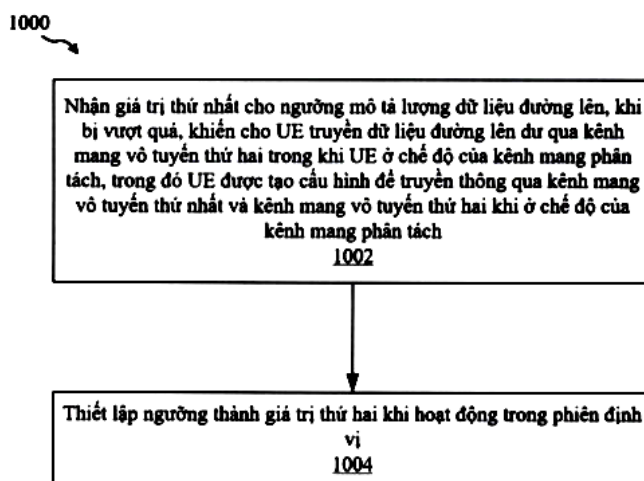 1000
Nhận giá trị thứ nhất cho ngưỡng mô tả lượng dữ liệu đường lên, khi
bị vượt quá, khiến cho UE truyền dữ liệu đường lên dư qua kênh
mang vô tuyến thứ hai trong khi UE ở chế độ của kênh mang phân
tách, trong đó UE được tạo cấu hình để truyền thông qua kênh
mang vô tuyến thứ nhất và kênh mang vô tuyến thứ hai khi ở chế độ của
kênh mang phân tách
1002
Thiết lập ngưỡng thành giá trị thứ hai khi hoạt động trong phiên định
vị
1004